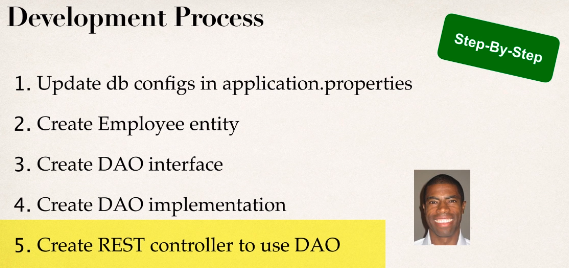 Development Process
Step-By-Step
1. Update db configs in application.properties
2. Create Employee entity
3. Create DAO interface
4. Create DAO implementation
5. Create REST controller to use DAO